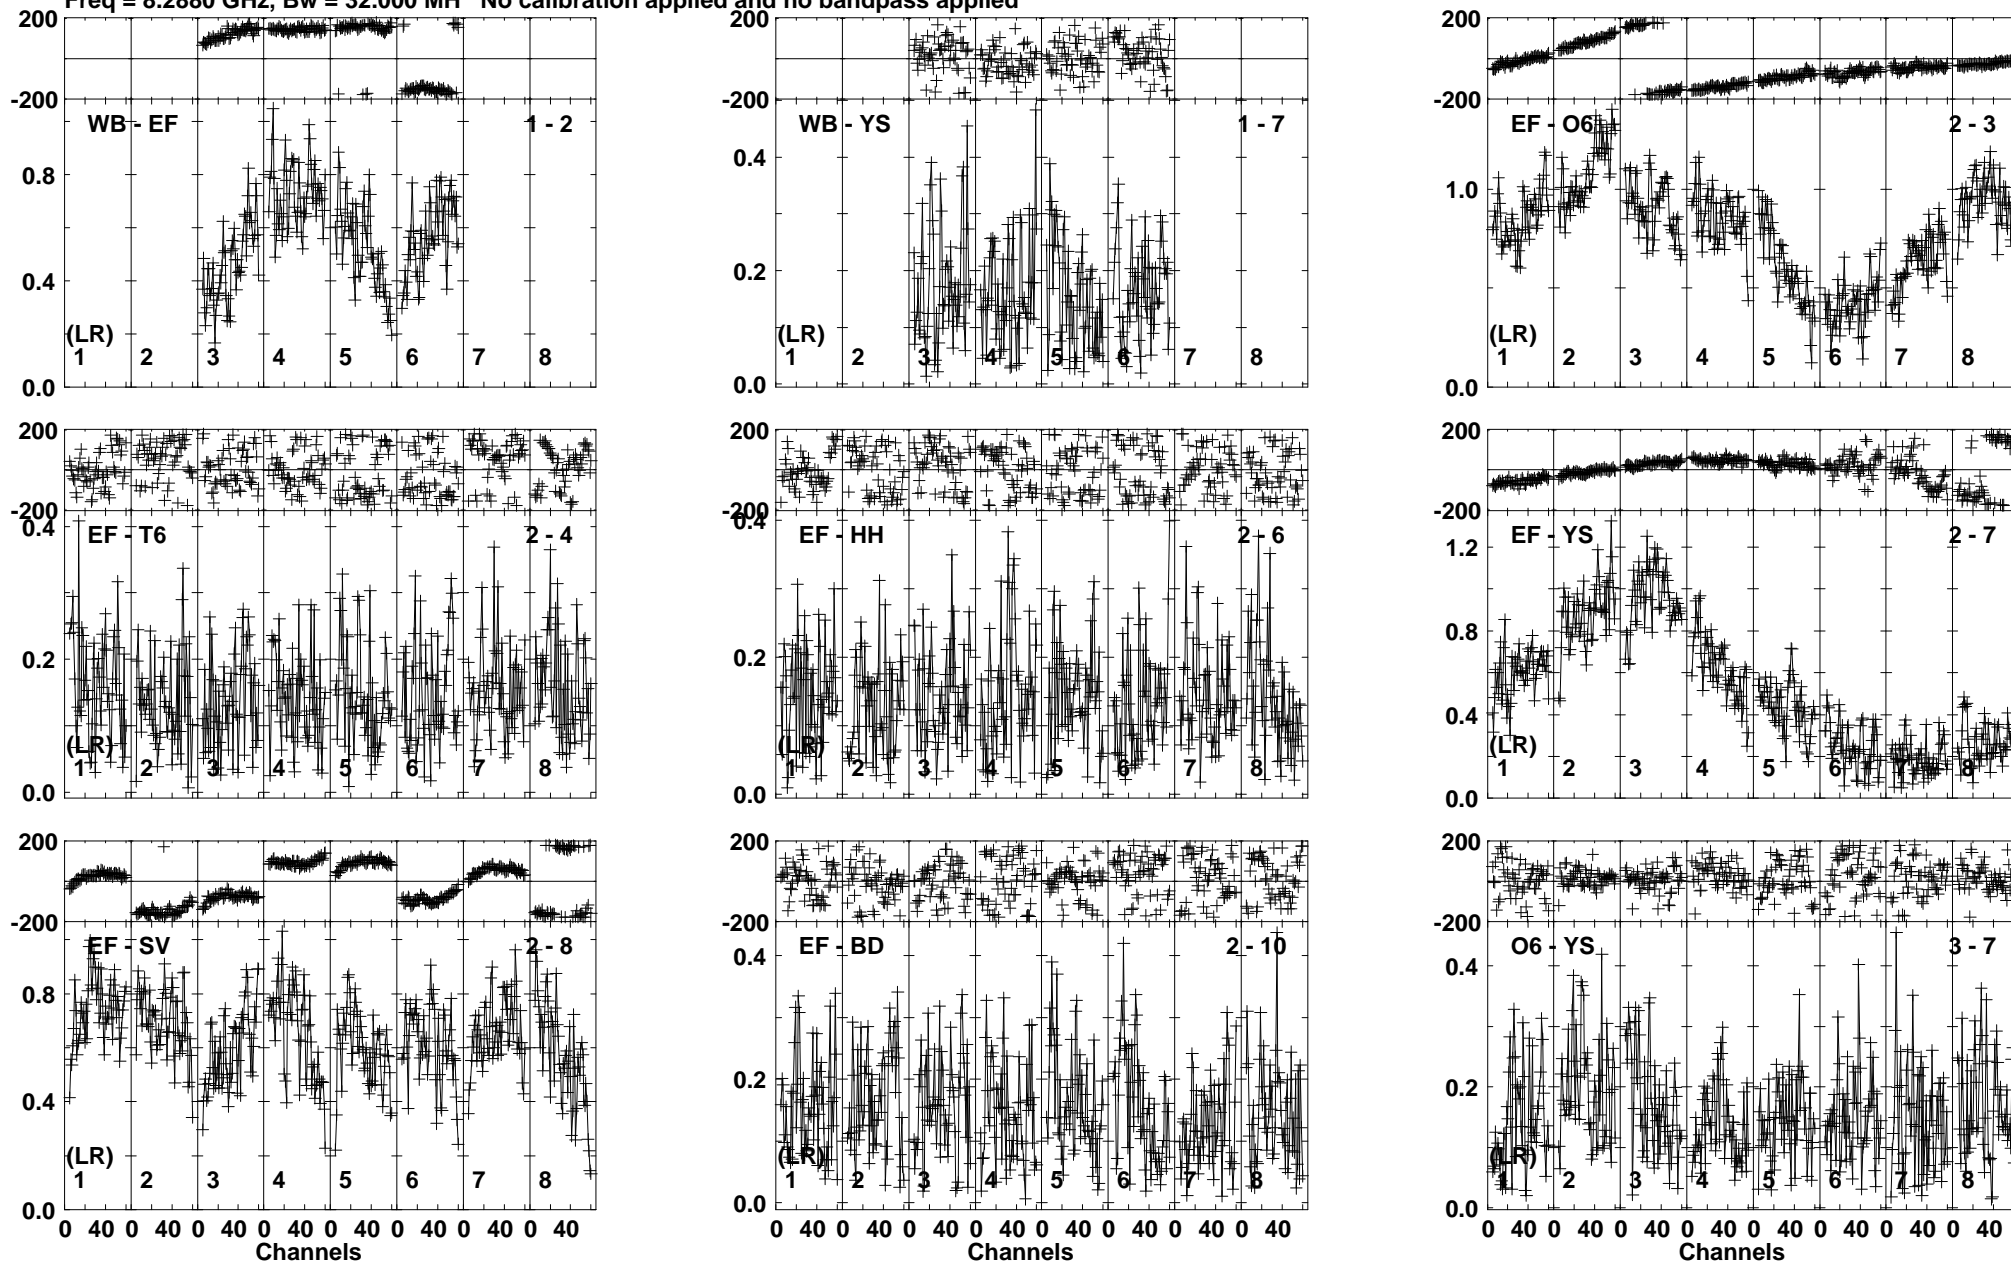 Freq = 8.2880 GHz, Bw = 32.000 MH No calibration applied and no bandpass applied
200 200 200
-200 -200 -200
WB - EF 1 - 2 WB - YS 1 - 7 EF - O6 2 - 3
0.8 0.4 1.0
0.4 0.2
(LR) (LR) (LR)
1 2 3 4 5 6 7 8 1 2 3 4 5 6 7 8 1 2 3 4 5 6 7 8
0.0 0.0 0.0
200 200 200
-200 -200 -200
0.4 0.4
EF - T6 2 - 4 EF - HH 2 - 6 EF - YS 2 - 7
1.2
0.2 0.2 0.8
0.4
(LR) (LR) (LR)
1 2 3 4 5 6 7 8 1 2 3 4 5 6 7 8 1 2 3 4 5 6 7 8
0.0 0.0 0.0
200 200 200
-200 -200 -200
EF - SV 2 - 8 EF - BD 2 - 10 O6 - YS 3 - 7
0.8 0.4 0.4
0.4 0.2 0.2
(LR) (LR) (LR)
1 2 3 4 5 6 7 8 1 2 3 4 5 6 7 8 1 2 3 4 5 6 7 8
0.0 0.0 0.0
0 40 0 40 0 40 0 40 0 40 0 40 0 40 0 40 0 40 0 40 0 40 0 40 0 40 0 40 0 40 0 40 0 40 0 40 0 40 0 40 0 40 0 40 0 40 0 40
Channels Channels Channels